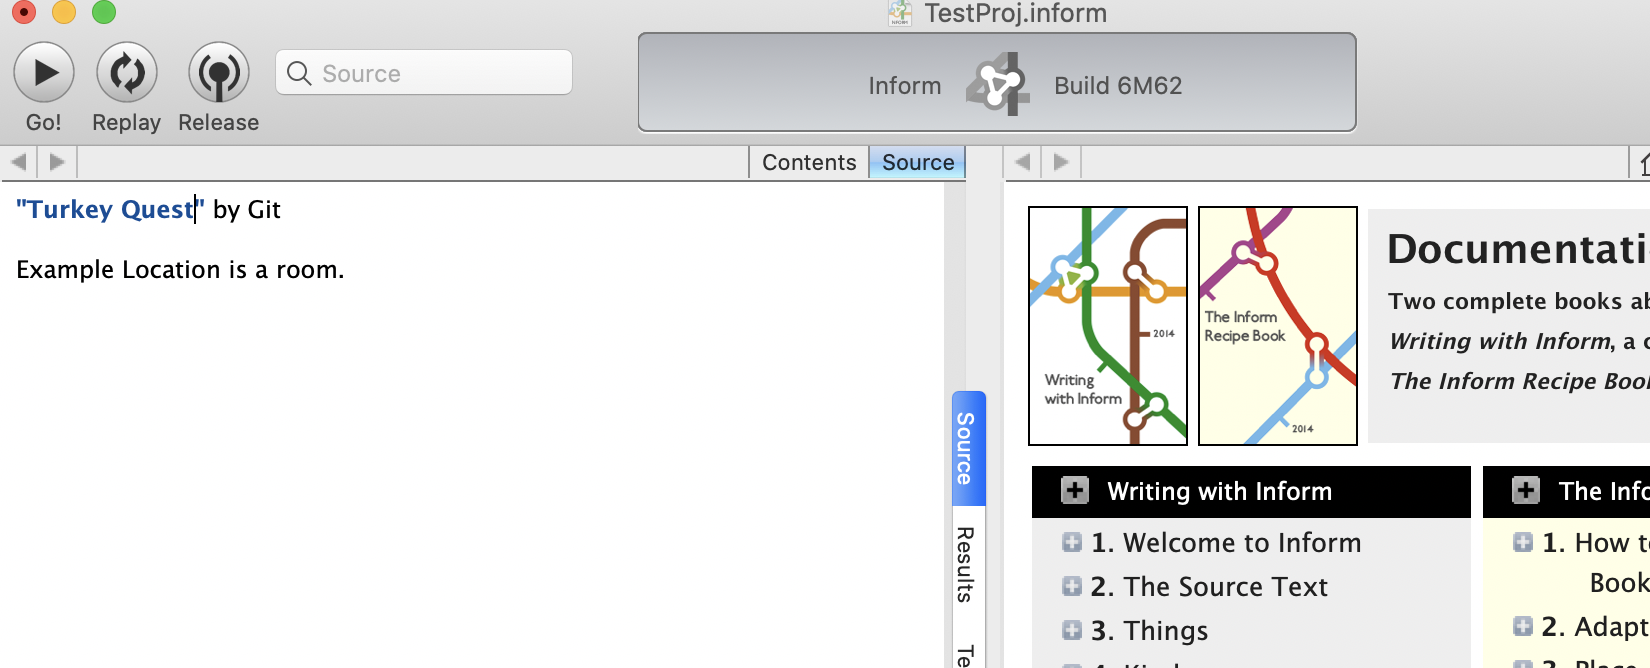 TestProj.inform
Source
Inform
Build 6M62
Go!
Replay
Release
Contents
Source
"Turkey Quest" by Git
Example Location is a room.
Source
Results
Te
Writing
with Inform
2014
The Inform
Recipe Book
2014
Documentati
Two complete books ab
Writing with Inform, a c
The Inform Recipe Book
Writing with Inform
1. Welcome to Inform
2. The Source Text
3. Things
The Info
1. How to
Book
2. Adapt